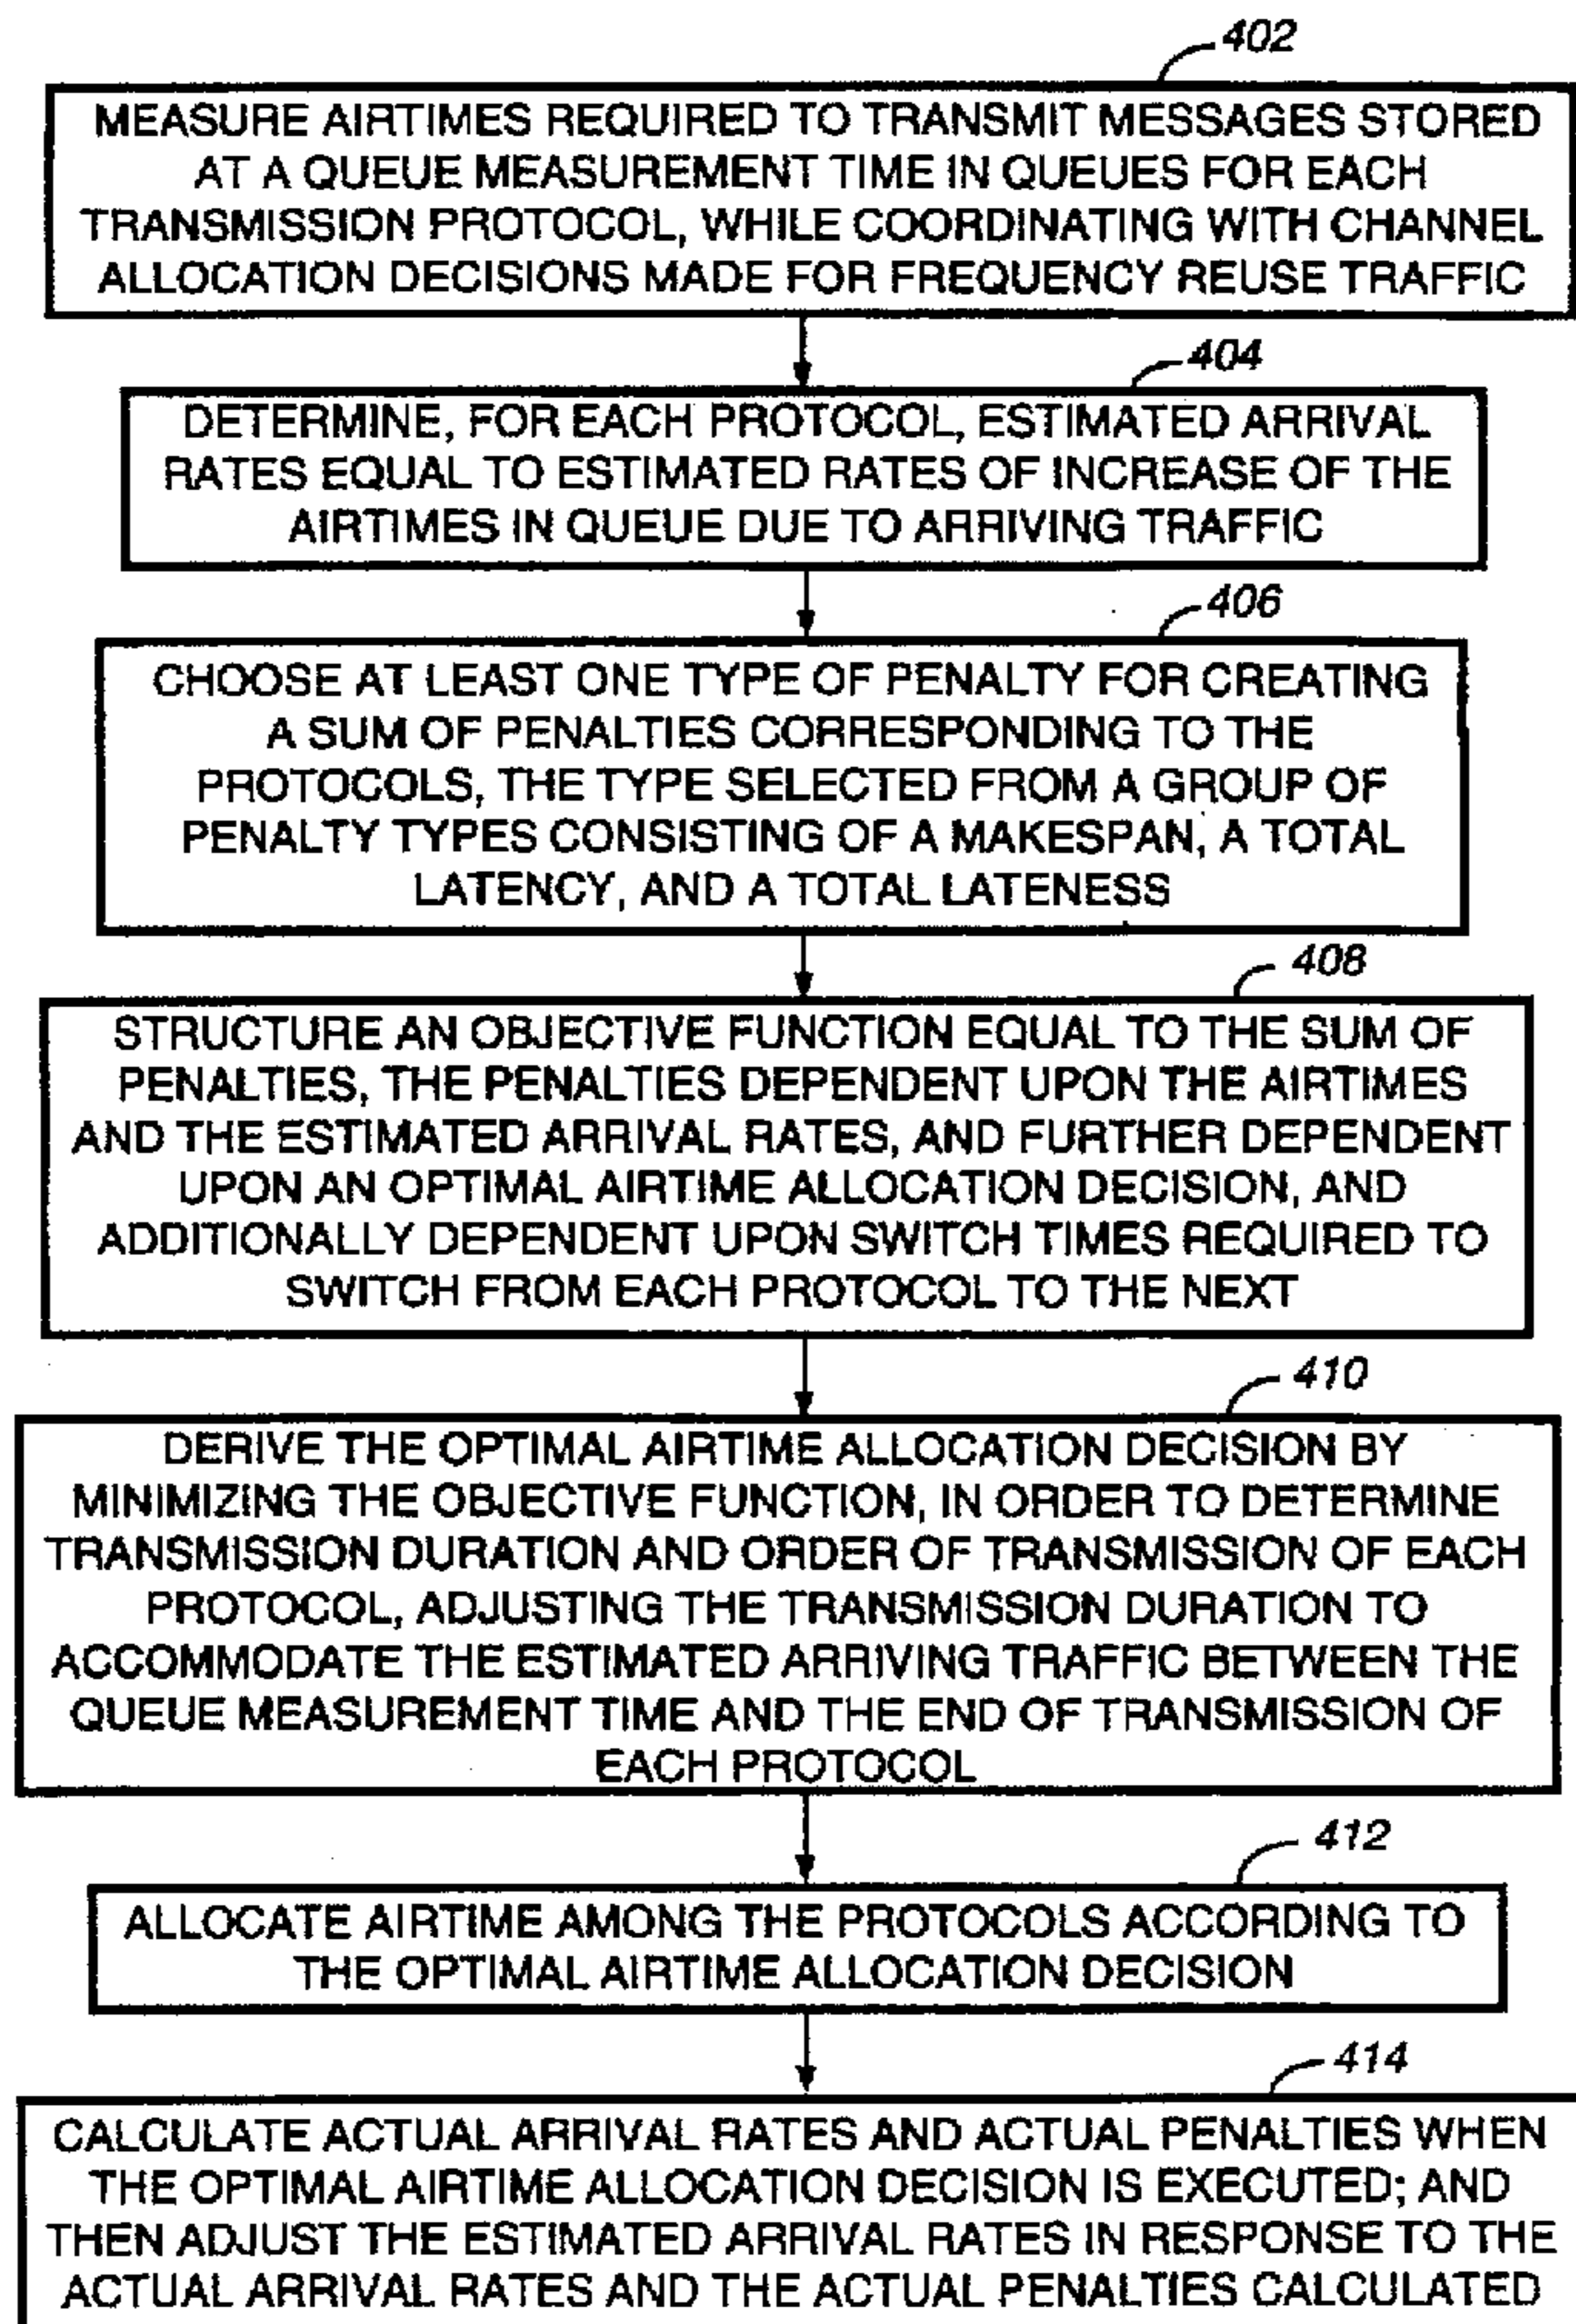 402
MEASURE AIRTIMES REQUIRED TO TRANSMIT MESSAGES STORED
AT A QUEUE MEASUREMENT TIME IN QUEUES FOR EACH
TRANSMISSION PROTOCOL, WHILE COORDINATING WITH CHANNEL
ALLOCATION DECISIONS MADE FOR FREQUENCY REUSE TRAFFIC
404
DETERMINE, FOR EACH PROTOCOL, ESTIMATED ARRIVAL
RATES EQUAL TO ESTIMATED RATES OF INCREASE OF THE
AIRTIMES IN QUEUE DUE TO ARRIVING TRAFFIC
406
CHOOSE AT LEAST ONE TYPE OF PENALTY FOR CREATING
A SUM OF PENALTIES CORRESPONDING TO THE
PROTOCOLS, THE TYPE SELECTED FROM A GROUP OF
PENALTY TYPES CONSISTING OF A MAKESPAN, A TOTAL
LATENCY, AND A TOTAL LATENESS
408
STRUCTURE AN OBJECTIVE FUNCTION EQUAL TO THE SUM OF
PENALTIES, THE PENALTIES DEPENDENT UPON THE AIRTIMES
AND THE ESTIMATED ARRIVAL RATES, AND FURTHER DEPENDENT
UPON AN OPTIMAL AIRTIME ALLOCATION DECISION, AND
ADDITIONALLY DEPENDENT UPON SWITCH TIMES REQUIRED TO
SWITCH FROM EACH PROTOCOL TO THE NEXT
410
DERIVE THE OPTIMAL AIRTIME ALLOCATION DECISION BY
MINIMIZING THE OBJECTIVE FUNCTION, IN ORDER TO DETERMINE
TRANSMISSION DURATION AND ORDER OF TRANSMISSION OF EACH
PROTOCOL, ADJUSTING THE TRANSMISSION DURATION TO
ACCOMMODATE THE ESTIMATED ARRIVING TRAFFIC BETWEEN THE
QUEUE MEASUREMENT TIME AND THE END OF TRANSMISSION OF
EACH PROTOCOL
412
ALLOCATE AIRTIME AMONG THE PROTOCOLS ACCORDING TO
THE OPTIMAL AIRTIME ALLOCATION DECISION
414
CALCULATE ACTUAL ARRIVAL RATES AND ACTUAL PENALTIES WHEN
THE OPTIMAL AIRTIME ALLOCATION DECISION IS EXECUTED; AND
THEN ADJUST THE ESTIMATED ARRIVAL RATES IN RESPONSE TO THE
ACTUAL ARRIVAL RATES AND THE ACTUAL PENALTIES CALCULATED